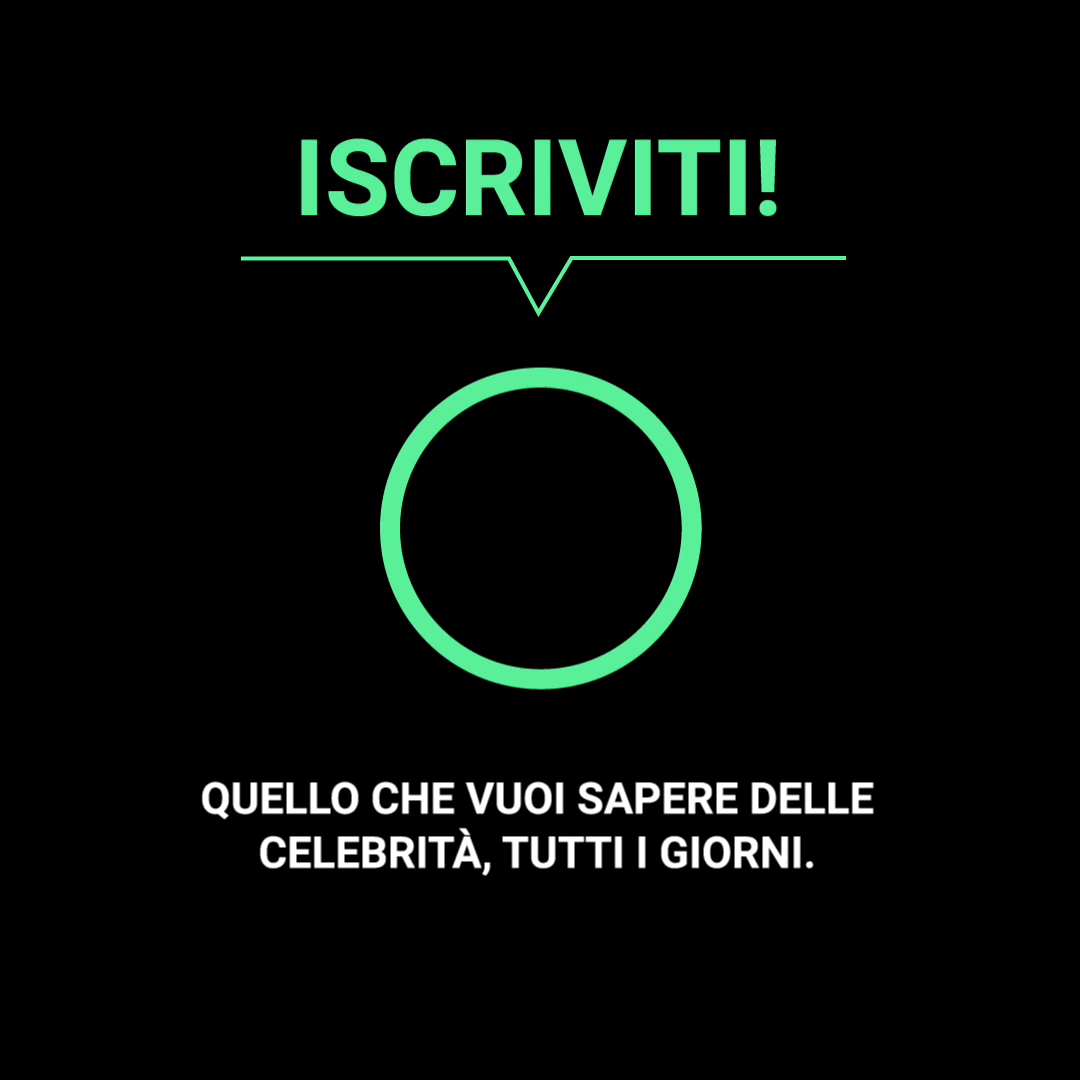 ISCRIVITI!
QUELLO CHE VUOI SAPERE DELLE
CELEBRITÀ, TUTTI I GIORNI.